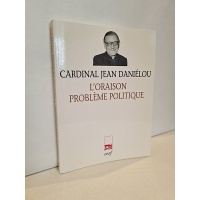 CARDINAL JEAN DANIÉLOU
L'ORAISON
PROBLÈME POLITIQUE
cerf